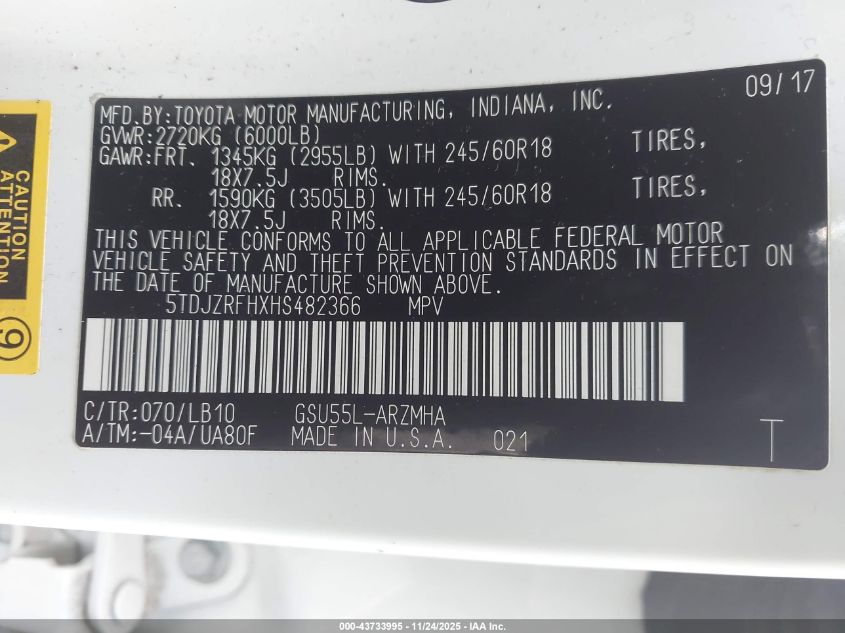 09/17
MFD.BY:TOYOTA MOTOR MANUFACTURING, INDIANA, INC.
GVWR:2720KG (6000LB)
GAWR:FRT. 1345KG (2955LB) WITH 245/60R18 TIRES,
18X7.5J RIMS.
RR. 1590KG (3505LB) WITH 245/60R18 TIRES,
18X7.5J RIMS.
THIS VEHICLE CONFORMS TO ALL APPLICABLE FEDERAL MOTOR
VEHICLE SAFETY AND THEFT PREVENTION STANDARDS IN EFFECT ON
THE DATE OF MANUFACTURE SHOWN ABOVE.
5TDJZRFHXHS482366 MPV
C/TR:070/LB10 GSU55L-ARZMHA
A/TM:-04A/UA80F MADE IN U.S.A. 021
T
ATTENTION
9
000-43733995 - 11/24/2025 - IAA Inc.